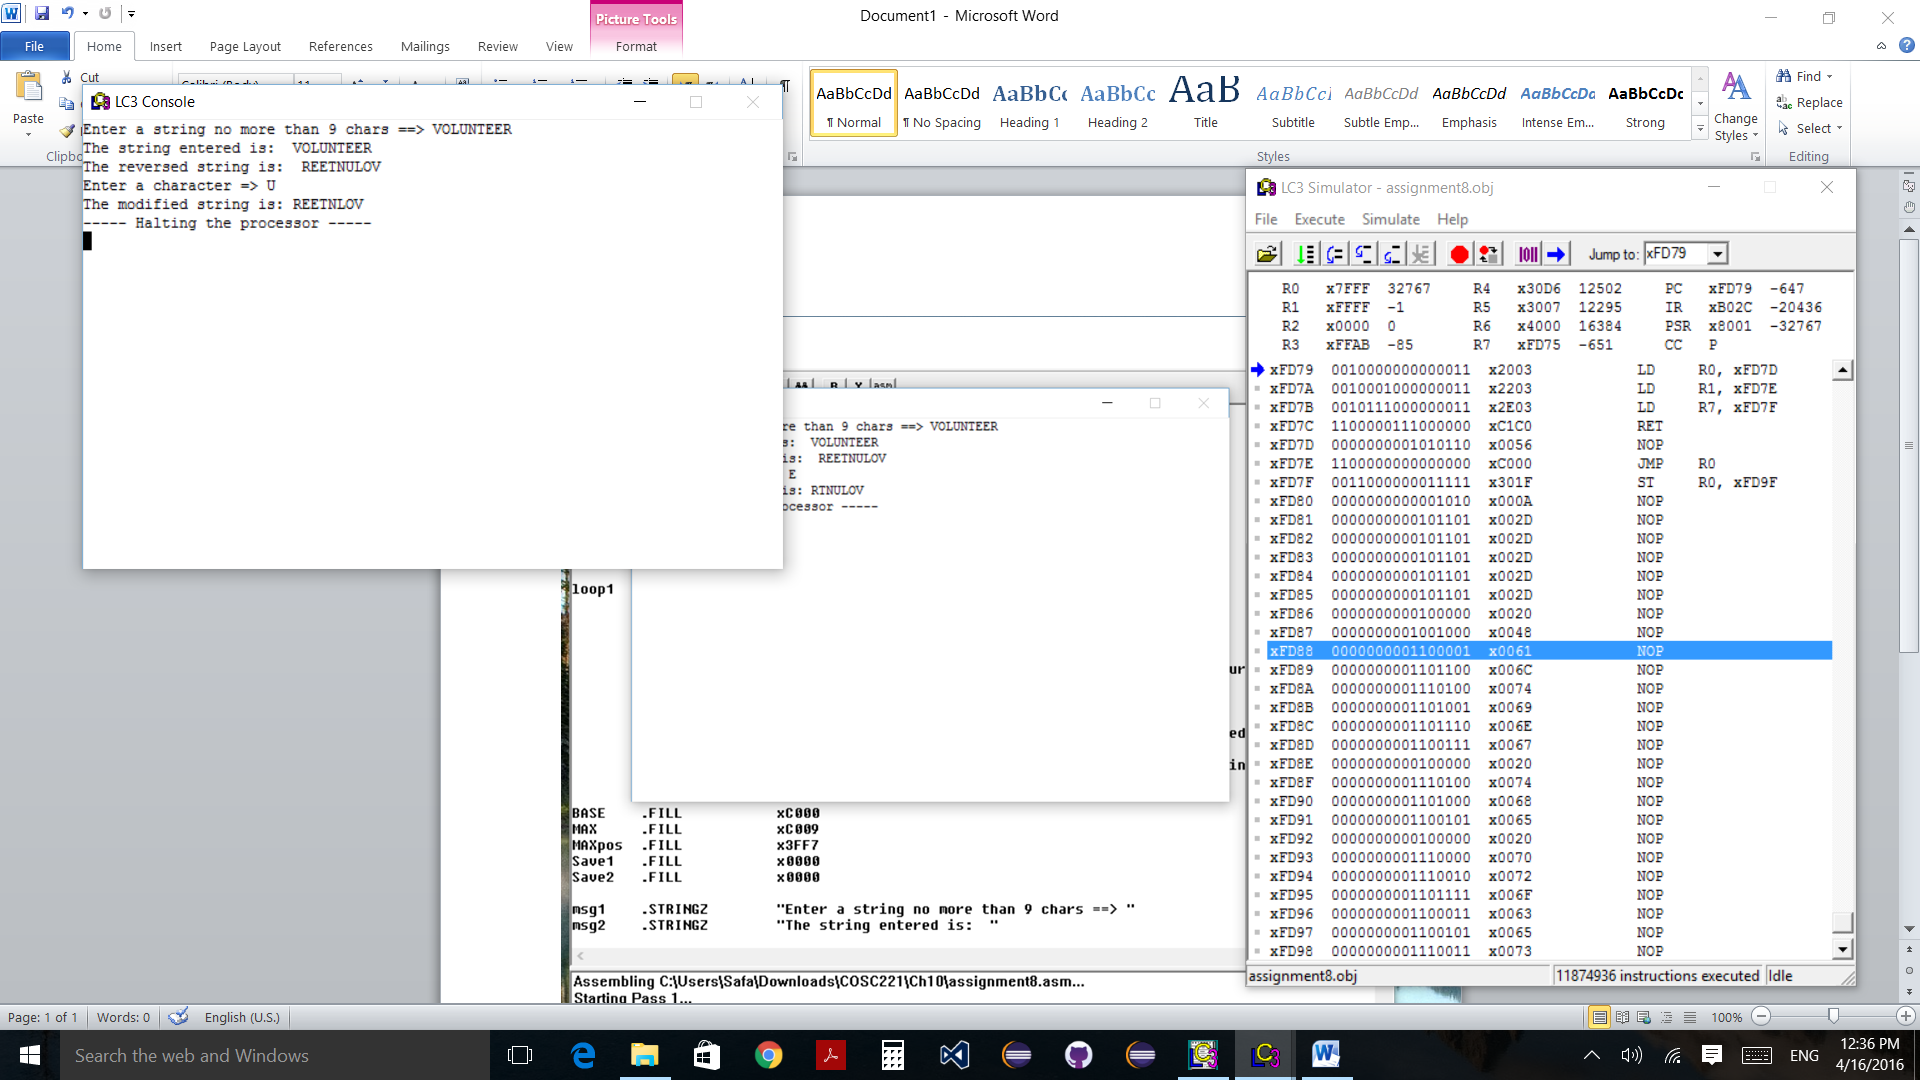 Document1 - Microsoft Word
Picture Tools
File Home Insert Page Layout References Mailings Review View Format
Paste
Cut
AaBbCcDd AaBbCcDd AaBbCc AaBbCc AaB AaBbCcI AaBbCcDd AaBbCcDd AaBbCcDc AaBbCcDc
¶ Normal ¶ No Spacing Heading 1 Heading 2 Title Subtitle Subtle Emp... Emphasis Intense Em... Strong
Change Styles
Styles
Find
Replace
Select
Editing
LC3 Console
Enter a string no more than 9 chars ==> VOLUNTEER
The string entered is:  VOLUNTEER
The reversed string is:  REETNULOV
Enter a character => U
The modified string is: REETNLOV
----- Halting the processor -----
re than 9 chars ==> VOLUNTEER
s:  VOLUNTEER
is:  REETNULOV
E
is: RTNULOV
ocessor -----
loop1
ur
ed
in
BASE .FILL xC000
MAX .FILL xC009
MAXpos .FILL x3FF7
Save1 .FILL x0000
Save2 .FILL x0000
msg1 .STRINGZ "Enter a string no more than 9 chars ==> "
msg2 .STRINGZ "The string entered is:  "
Assembling C:\Users\Safa\Downloads\COSC221\Ch10\assignment8.asm...
Starting Pass 1...
LC3 Simulator - assignment8.obj
File Execute Simulate Help
Jump to: xFD79
R0 x7FFF 32767 R4 x30D6 12502 PC xFD79 -647
R1 xFFFF -1 R5 x3007 12295 IR xB02C -20436
R2 x0000 0 R6 x4000 16384 PSR x8001 -32767
R3 xFFAB -85 R7 xFD75 -651 CC P
xFD79 0010000000000011 x2003 LD R0, xFD7D
xFD7A 0010001000000011 x2203 LD R1, xFD7E
xFD7B 0010111000000011 x2E03 LD R7, xFD7F
xFD7C 1100000111000000 xC1C0 RET
xFD7D 0000000001010110 x0056 NOP
xFD7E 1100000000000000 xC000 JMP R0
xFD7F 0011000000011111 x301F ST R0, xFD9F
xFD80 0000000000001010 x000A NOP
xFD81 0000000000101101 x002D NOP
xFD82 0000000000101101 x002D NOP
xFD83 0000000000101101 x002D NOP
xFD84 0000000000101101 x002D NOP
xFD85 0000000000101101 x002D NOP
xFD86 0000000000100000 x0020 NOP
xFD87 0000000001001000 x0048 NOP
xFD88 0000000001100001 x0061 NOP
xFD89 0000000001101100 x006C NOP
xFD8A 0000000001110100 x0074 NOP
xFD8B 0000000001101001 x0069 NOP
xFD8C 0000000001101110 x006E NOP
xFD8D 0000000001100111 x0067 NOP
xFD8E 0000000000100000 x0020 NOP
xFD8F 0000000001110100 x0074 NOP
xFD90 0000000001101000 x0068 NOP
xFD91 0000000001100101 x0065 NOP
xFD92 0000000000100000 x0020 NOP
xFD93 0000000001110000 x0070 NOP
xFD94 0000000001110010 x0072 NOP
xFD95 0000000001101111 x006F NOP
xFD96 0000000001100011 x0063 NOP
xFD97 0000000001100101 x0065 NOP
xFD98 0000000001110011 x0073 NOP
assignment8.obj 11874936 instructions executed Idle
Page: 1 of 1 Words: 0 English (U.S.) 100%
Search the web and Windows
ENG
12:36 PM
4/16/2016